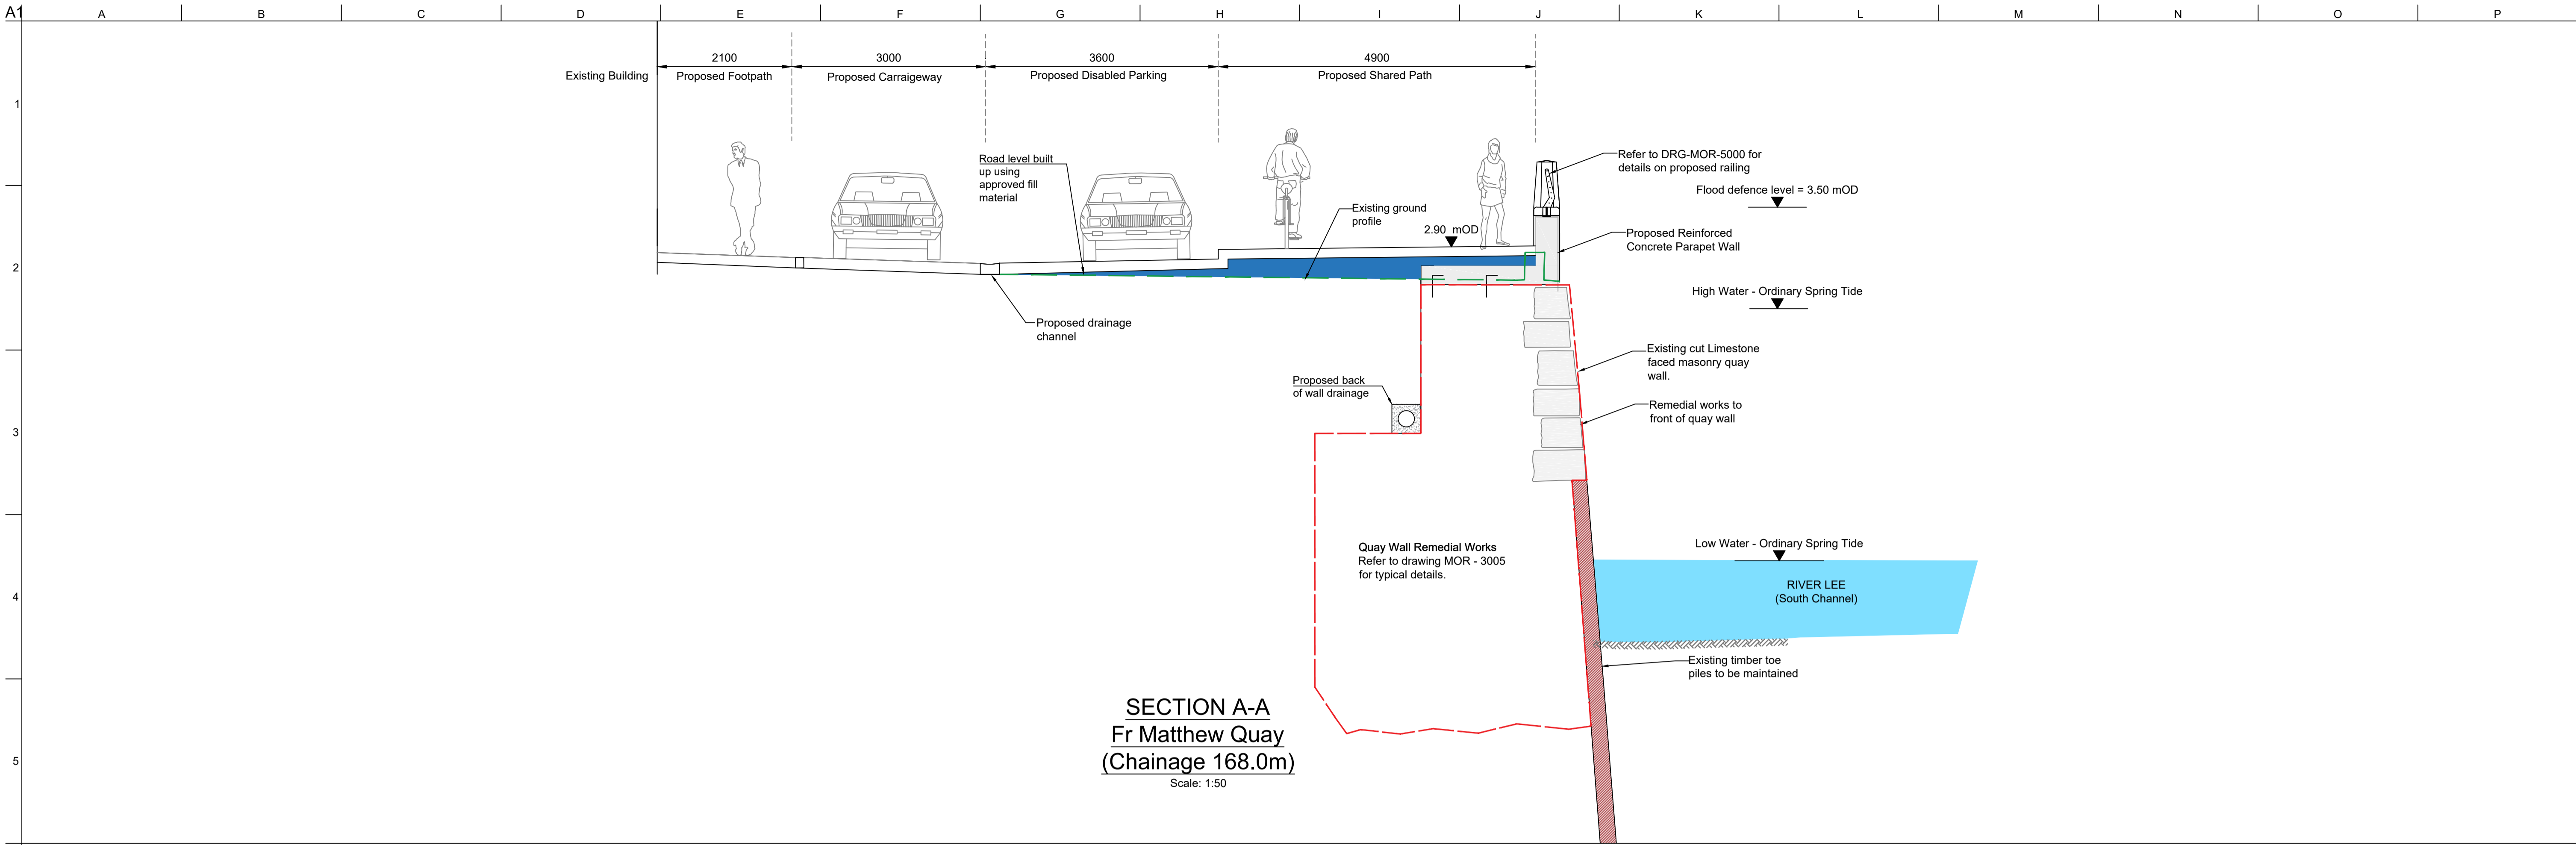 A1
A B C D E F G H I J K L M N O P
2100 3000 3600 4900
Existing Building
Proposed Footpath
Proposed Carraigeway
Proposed Disabled Parking
Proposed Shared Path
1
Road level built
up using
approved fill
material
Refer to DRG-MOR-5000 for
details on proposed railing
Flood defence level = 3.50 mOD
Existing ground
profile
2.90 mOD
Proposed Reinforced
Concrete Parapet Wall
2
High Water - Ordinary Spring Tide
Proposed drainage
channel
Existing cut Limestone
faced masonry quay
wall.
Proposed back
of wall drainage
Remedial works to
front of quay wall
3
Quay Wall Remedial Works
Refer to drawing MOR - 3005
for typical details.
Low Water - Ordinary Spring Tide
RIVER LEE
(South Channel)
4
Existing timber toe
piles to be maintained
SECTION A-A
Fr Matthew Quay
(Chainage 168.0m)
Scale: 1:50
5